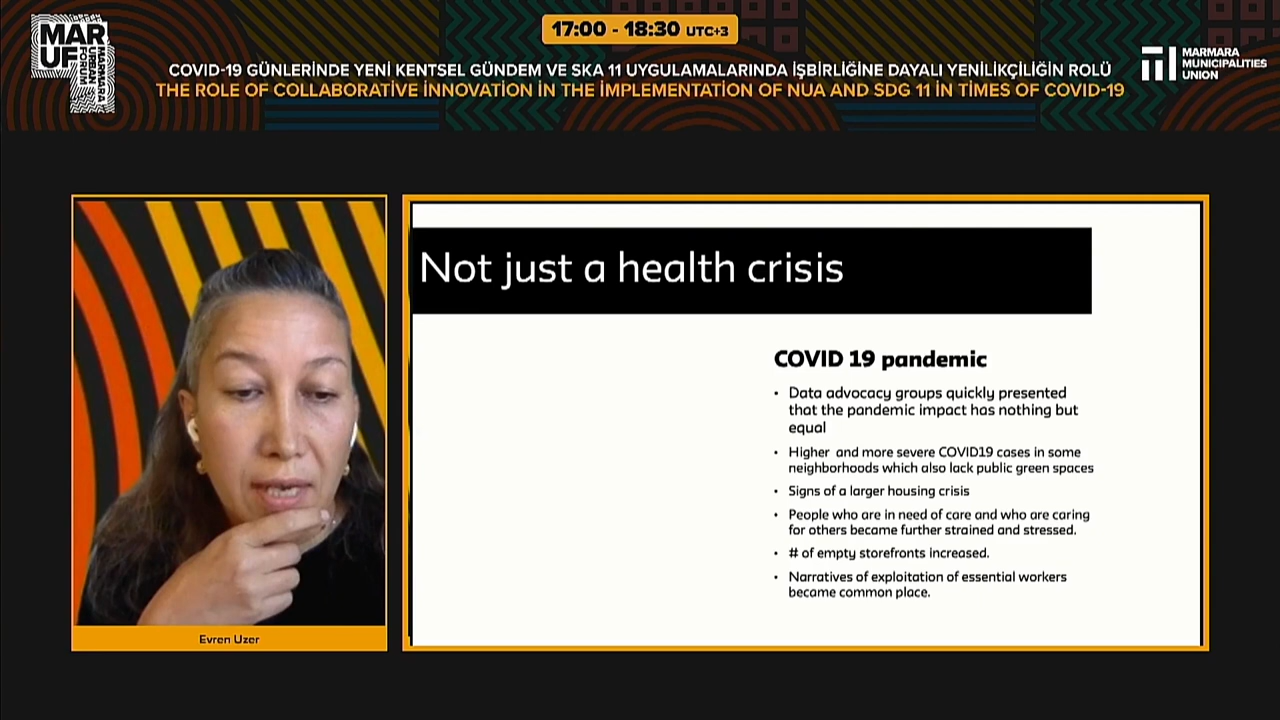 MAR
UF
MARMARA
URBAN
FORUM
17:00 - 18:30 UTC+3
COVID-19 GÜNLERİNDE YENİ KENTSEL GÜNDEM VE SKA 11 UYGULAMALARINDA İŞBİRLİĞİNE DAYALI YENİLİKÇİLİĞİN ROLÜ
THE ROLE OF COLLABORATİVE İNNOVATİON İN THE İMPLEMENTATİON OF NUA AND SDG 11 İN TİMES OF COVID-19
MARMARA
MUNICIPALITIES
UNION
Evren Uzer
Not just a health crisis
COVID 19 pandemic
• Data advocacy groups quickly presented
that the pandemic impact has nothing but
equal
• Higher and more severe COVID19 cases in some
neighborhoods which also lack public green spaces
• Signs of a larger housing crisis
• People who are in need of care and who are caring
for others became further strained and stressed.
• # of empty storefronts increased.
• Narratives of exploitation of essential workers
became common place.